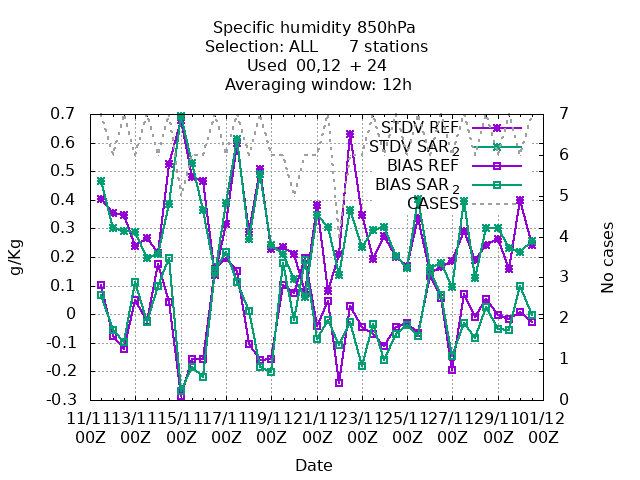 Specific humidity 850hPa
Selection: ALL 7 stations
Used 00,12 + 24
Averaging window: 12h
0.7
0.6
0.5
0.4
0.3
0.2
0.1
0
-0.1
-0.2
-0.3
g/Kg
STDV REF
STDV SAR 2
BIAS REF
BIAS SAR 2
CASES
7
6
5
4
3
2
1
0
No cases
11/11 13/11 15/11 17/11 19/11 21/11 23/11 25/11 27/11 29/11 01/12
00Z 00Z 00Z 00Z 00Z 00Z 00Z 00Z 00Z 00Z 00Z
Date